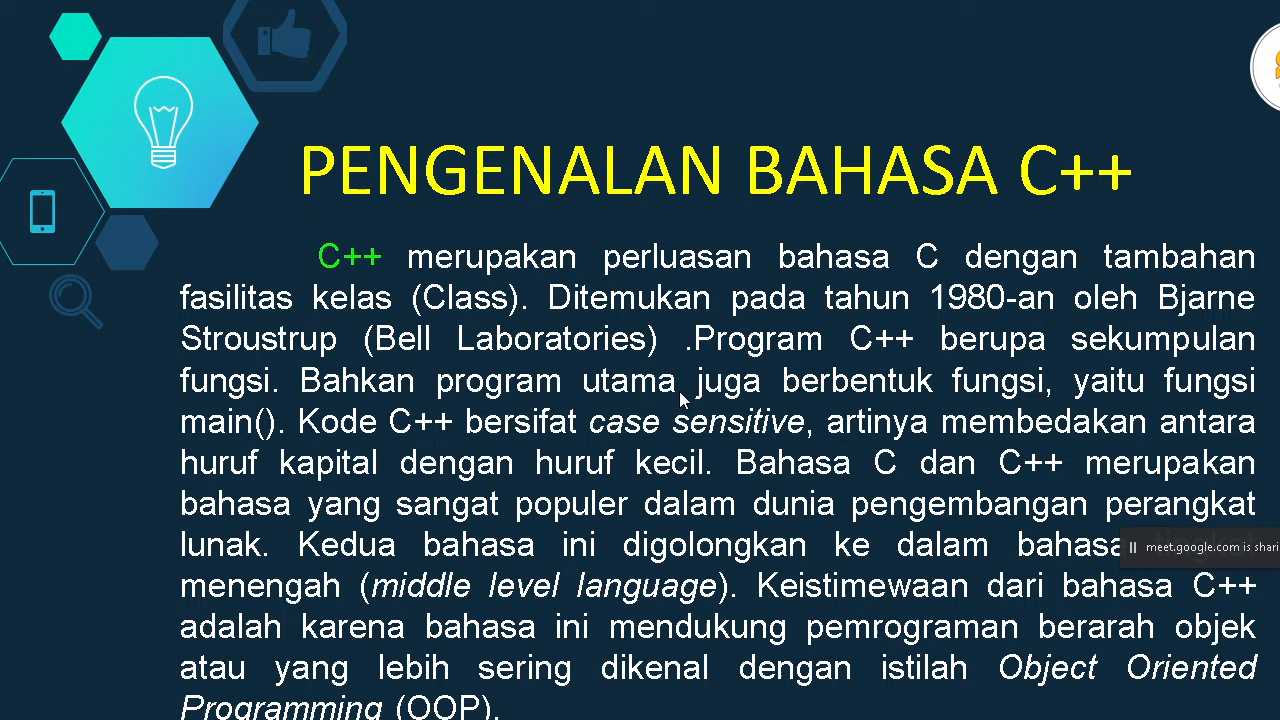 PENGENALAN BAHASA C++
C++ merupakan perluasan bahasa C dengan tambahan
fasilitas kelas (Class). Ditemukan pada tahun 1980-an oleh Bjarne
Stroustrup (Bell Laboratories) .Program C++ berupa sekumpulan
fungsi. Bahkan program utama juga berbentuk fungsi, yaitu fungsi
main(). Kode C++ bersifat case sensitive, artinya membedakan antara
huruf kapital dengan huruf kecil. Bahasa C dan C++ merupakan
bahasa yang sangat populer dalam dunia pengembangan perangkat
lunak. Kedua bahasa ini digolongkan ke dalam bahasa
meet.google.com is shari
menengah (middle level language). Keistimewaan dari bahasa C++
adalah karena bahasa ini mendukung pemrograman berarah objek
atau yang lebih sering dikenal dengan istilah Object Oriented
Programming (OOP).